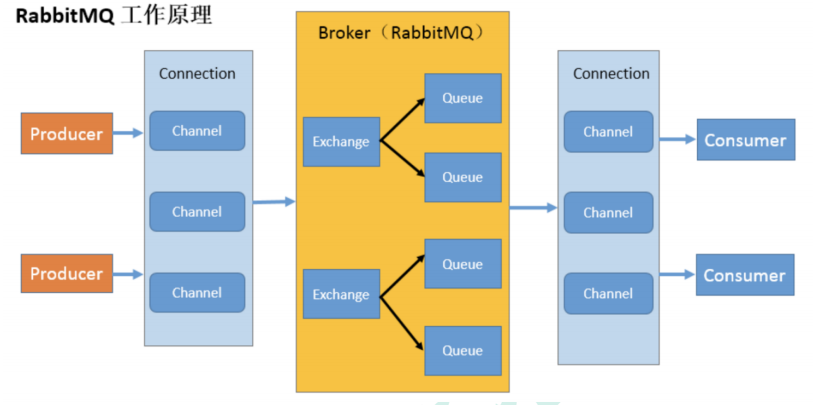 RabbitMQ 工作原理
Broker（RabbitMQ）
Connection
Connection
Queue
Channel
Channel
Producer
Exchange
Consumer
Queue
Channel
Channel
Queue
Producer
Consumer
Channel
Exchange
Channel
Queue